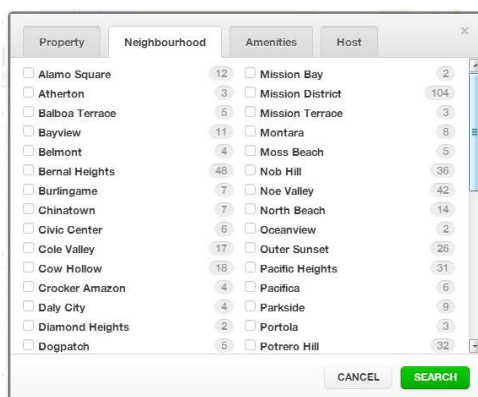 Property Neighbourhood Amenities Host ×
Alamo Square 12 Mission Bay 2
Atherton 3 Mission District 104
Balboa Terrace 5 Mission Terrace 3
Bayview 11 Montara 8
Belmont 4 Moss Beach 5
Bernal Heights 48 Nob Hill 36
Burlingame 7 Noe Valley 42
Chinatown 7 North Beach 14
Civic Center 6 Oceanview 2
Cole Valley 17 Outer Sunset 26
Cow Hollow 18 Pacific Heights 31
Crocker Amazon 4 Pacifica 6
Daly City 4 Parkside 9
Diamond Heights 2 Portola 3
Dogpatch 5 Potrero Hill 32
CANCEL SEARCH